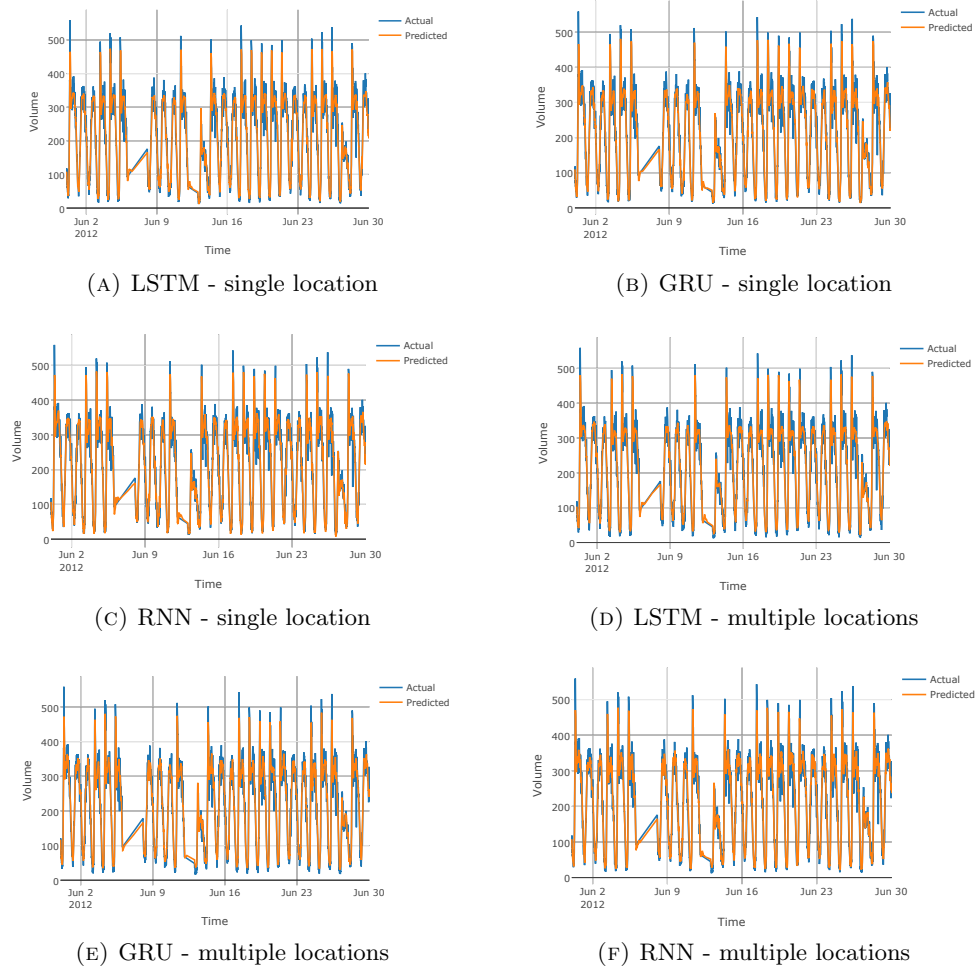 Actual
Predicted
500
400
300
200
100
0
Volume
Jun 2
2012
Jun 9
Jun 16
Jun 23
Jun 30
Time
(A) LSTM - single location
Actual
Predicted
500
400
300
200
100
0
Volume
Jun 2
2012
Jun 9
Jun 16
Jun 23
Jun 30
Time
(B) GRU - single location
Actual
Predicted
500
400
300
200
100
0
Volume
Jun 2
2012
Jun 9
Jun 16
Jun 23
Jun 30
Time
(C) RNN - single location
Actual
Predicted
500
400
300
200
100
0
Volume
Jun 2
2012
Jun 9
Jun 16
Jun 23
Jun 30
Time
(D) LSTM - multiple locations
Actual
Predicted
500
400
300
200
100
0
Volume
Jun 2
2012
Jun 9
Jun 16
Jun 23
Jun 30
Time
(E) GRU - multiple locations
Actual
Predicted
500
400
300
200
100
0
Volume
Jun 2
2012
Jun 9
Jun 16
Jun 23
Jun 30
Time
(F) RNN - multiple locations